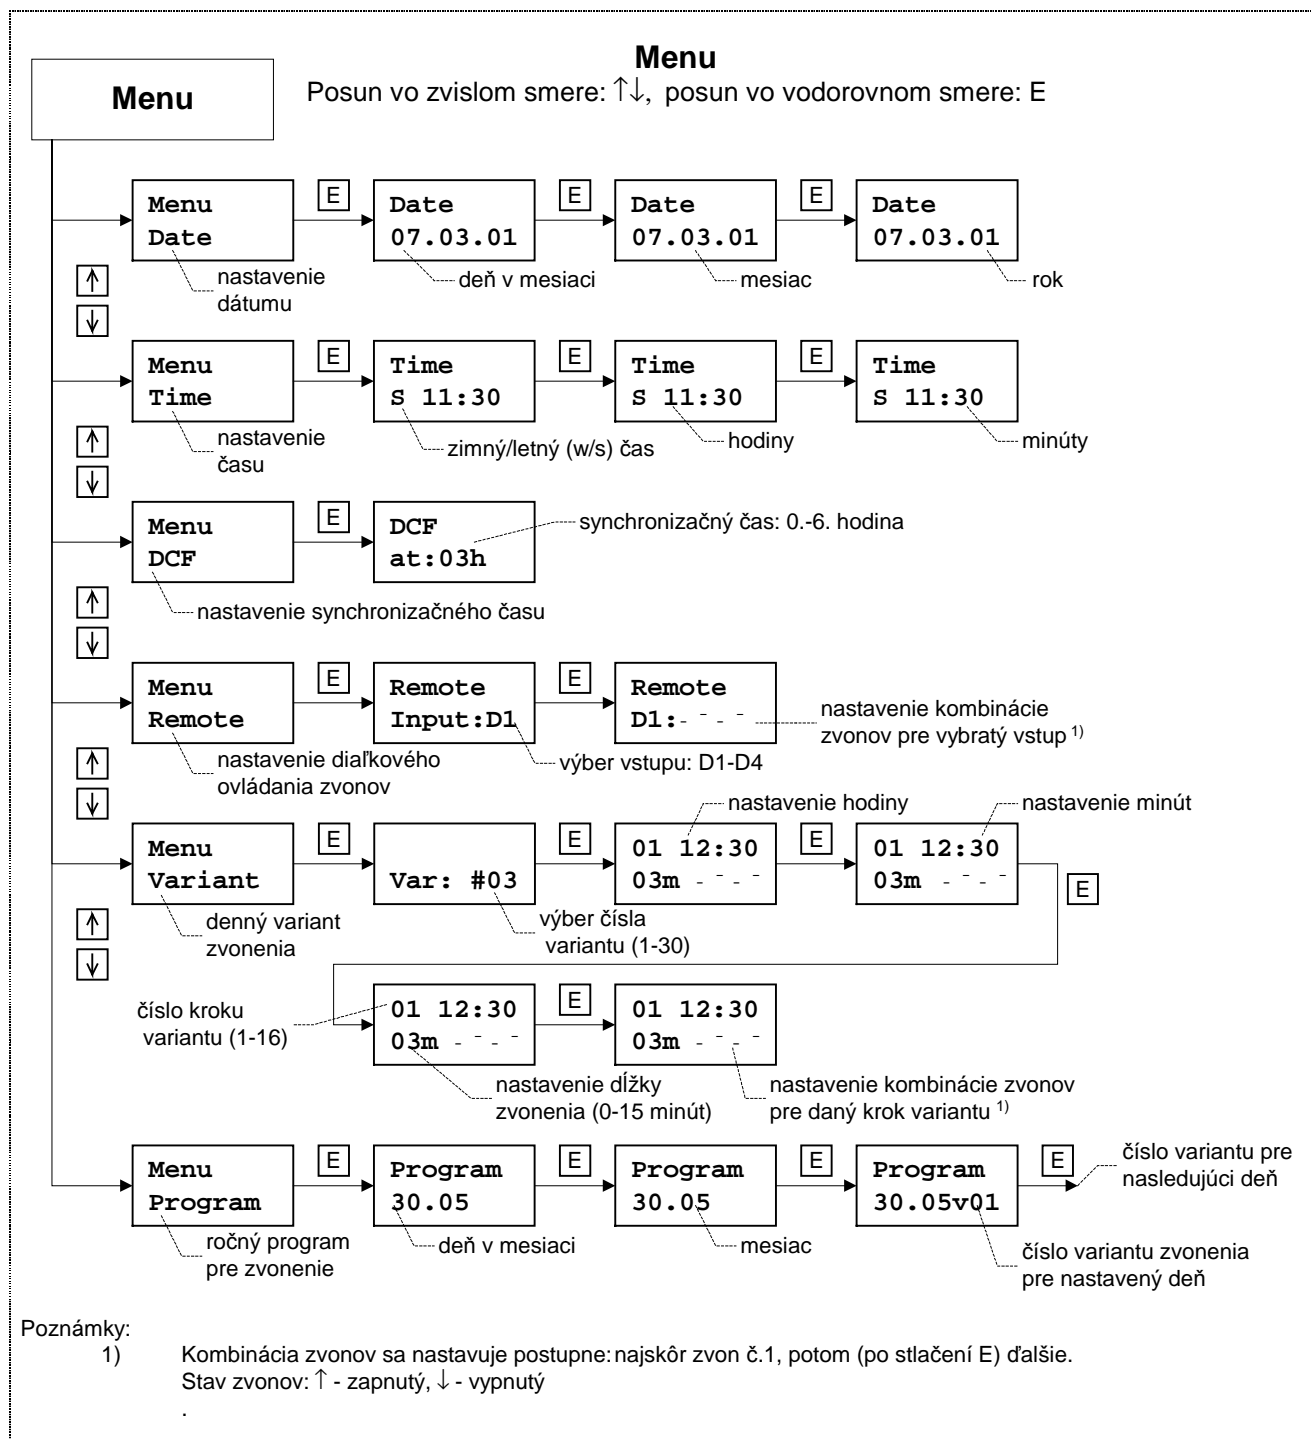 Menu
Menu
Posun vo zvislom smere: ↑↓, posun vo vodorovnom smere: E
Menu
Date
E
Date
07.03.01
E
Date
07.03.01
E
Date
07.03.01
nastavenie
dátumu
deň v mesiaci
mesiac
rok
↑
↓
Menu
Time
E
Time
S 11:30
E
Time
S 11:30
E
Time
S 11:30
nastavenie
času
zimný/letný (w/s) čas
hodiny
minúty
↑
↓
Menu
DCF
E
DCF
at:03h
synchronizačný čas: 0.-6. hodina
nastavenie synchronizačného času
↑
↓
Menu
Remote
E
Remote
Input:D1
E
Remote
D1:- ¯ - ¯
nastavenie kombinácie
zvonov pre vybratý vstup 1)
nastavenie diaľkového
ovládania zvonov
výber vstupu: D1-D4
↑
↓
nastavenie hodiny
nastavenie minút
Menu
Variant
E
Var: #03
E
01 12:30
03m - ¯ - ¯
E
01 12:30
03m - ¯ - ¯
E
denný variant
zvonenia
výber čísla
variantu (1-30)
↑
↓
číslo kroku
variantu (1-16)
01 12:30
03m - ¯ - ¯
E
01 12:30
03m - ¯ - ¯
nastavenie dĺžky
zvonenia (0-15 minút)
nastavenie kombinácie zvonov
pre daný krok variantu 1)
Menu
Program
E
Program
30.05
E
Program
30.05
E
Program
30.05v01
E
číslo variantu pre
nasledujúci deň
ročný program
pre zvonenie
deň v mesiaci
mesiac
číslo variantu zvonenia
pre nastavený deň
Poznámky:
1) Kombinácia zvonov sa nastavuje postupne: najskôr zvon č.1, potom (po stlačení E) ďalšie.
Stav zvonov: ↑ - zapnutý, ↓ - vypnutý
.